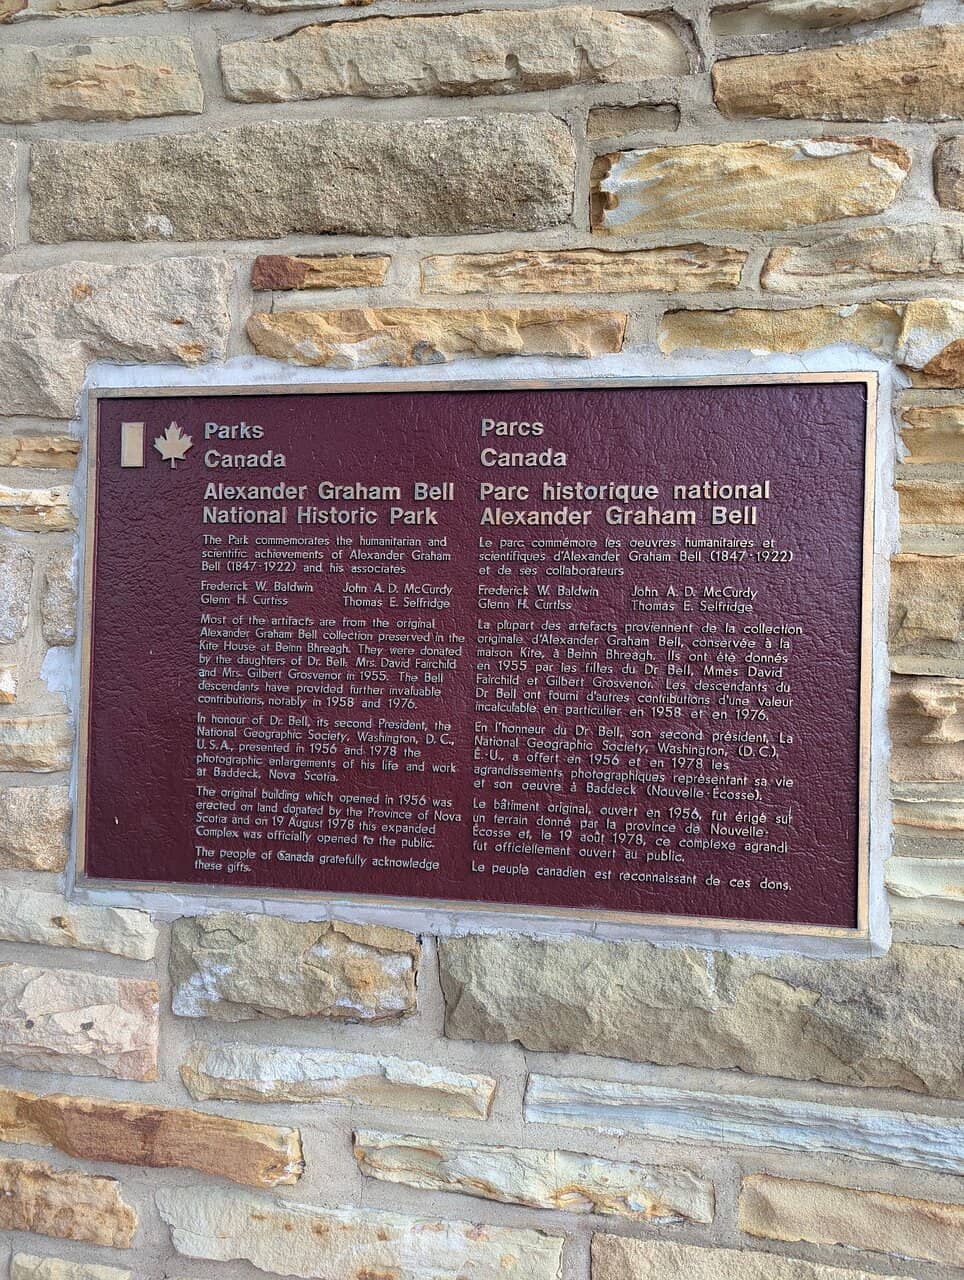 Parks
Canada
Alexander Graham Bell
National Historic Park
The Park commemorates the humanitarian and
scientific achievements of Alexander Graham
Bell (1847-1922) and his associates
Frederick W. Baldwin John A. D. McCurdy
Glenn H. Curtiss Thomas E. Selfridge
Most of the artifacts are from the original
Alexander Graham Bell collection preserved in the
Kite House at Beinn Bhreagh. They were donated
by the daughters of Dr. Bell: Mrs. David Fairchild
and Mrs. Gilbert Grosvenor in 1955. The Bell
descendants have provided further invaluable
contributions, notably in 1958 and 1976.
In honour of Dr. Bell, its second President, the
National Geographic Society, Washington, D.C.,
U.S.A., presented in 1956 and 1978 the
photographic enlargements of his life and work
at Baddeck, Nova Scotia.
The original building which opened in 1956 was
erected on land donated by the Province of Nova
Scotia and on 19 August 1978 this expanded
Complex was officially opened to the public.
The people of Canada gratefully acknowledge
these gifts.
Parcs
Canada
Parc historique national
Alexander Graham Bell
Le parc commémore les oeuvres humanitaires et
scientifiques d'Alexander Graham Bell (1847-1922)
et de ses collaborateurs
Frederick W. Baldwin John A. D. McCurdy
Glenn H. Curtiss Thomas E. Selfridge
La plupart des artefacts proviennent de la collection
originale d'Alexander Graham Bell, conservée à la
maison Kite, à Beinn Bhreagh. Ils ont été donnés
en 1955 par les filles du Dr Bell, Mmes David
Fairchild et Gilbert Grosvenor. Les descendants du
Dr Bell ont fourni d'autres contributions d'une valeur
incalculable en particulier en 1958 et en 1976.
En l'honneur du Dr Bell, son second président, La
National Geographic Society, Washington, (D.C.),
É.-U., a offert en 1956 et en 1978 les
agrandissements photographiques représentant sa vie
et son oeuvre à Baddeck (Nouvelle-Écosse).
Le bâtiment original, ouvert en 1956, fut érigé sur
un terrain donné par la province de Nouvelle-
Écosse et, le 19 août 1978, ce complexe agrandi
fut officiellement ouvert au public.
Le peuple canadien est reconnaissant de ces dons.